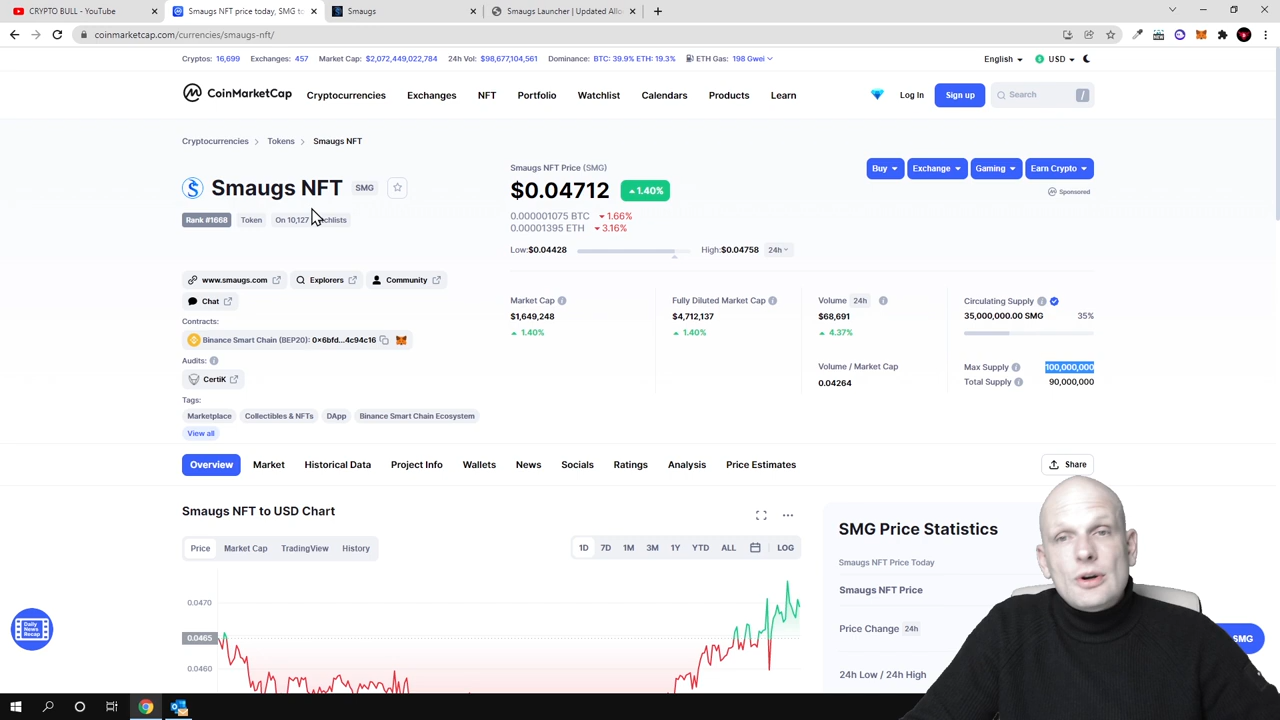 CRYPTO BULL - YouTube
Smaugs NFT price today, SMG to
Smaugs
Smaugs Launcher | Updated Allo
coinmarketcap.com/currencies/smaugs-nft/
Cryptos: 16,699 Exchanges: 457 Market Cap: $2,072,449,022,784 24h Vol: $98,677,104,561 Dominance: BTC: 39.9% ETH: 19.3% ETH Gas: 198 Gwei
English USD
CoinMarketCap Cryptocurrencies Exchanges NFT Portfolio Watchlist Calendars Products Learn
Log In Sign up Search /
Cryptocurrencies Tokens Smaugs NFT
Smaugs NFT SMG
Rank #1668 Token On 10,127
www.smaugs.com Explorers Community
Chat
Contracts:
Binance Smart Chain (BEP20): 0x6bfd...4c94c16
Audits:
CertiK
Tags:
Marketplace Collectibles & NFTs DApp Binance Smart Chain Ecosystem
View all
Smaugs NFT Price (SMG)
$0.04712 1.40%
0.000001075 BTC 1.66%
0.00001395 ETH 3.16%
Low:$0.04428 High:$0.04758 24h
Buy Exchange Gaming Earn Crypto
Sponsored
Market Cap
$1,649,248
1.40%
Fully Diluted Market Cap
$4,712,137
1.40%
Volume 24h
$68,691
4.37%
Volume / Market Cap
0.04264
Circulating Supply
35,000,000.00 SMG 35%
Max Supply 100,000,000
Total Supply 90,000,000
Overview Market Historical Data Project Info Wallets News Socials Ratings Analysis Price Estimates
Share
Smaugs NFT to USD Chart
Price Market Cap TradingView History
1D 7D 1M 3M 1Y YTD ALL LOG
0.0470
0.0465
0.0460
SMG Price Statistics
Smaugs NFT Price Today
Smaugs NFT Price
Price Change 24h
24h Low / 24h High
Daily
News
Recap
SMG